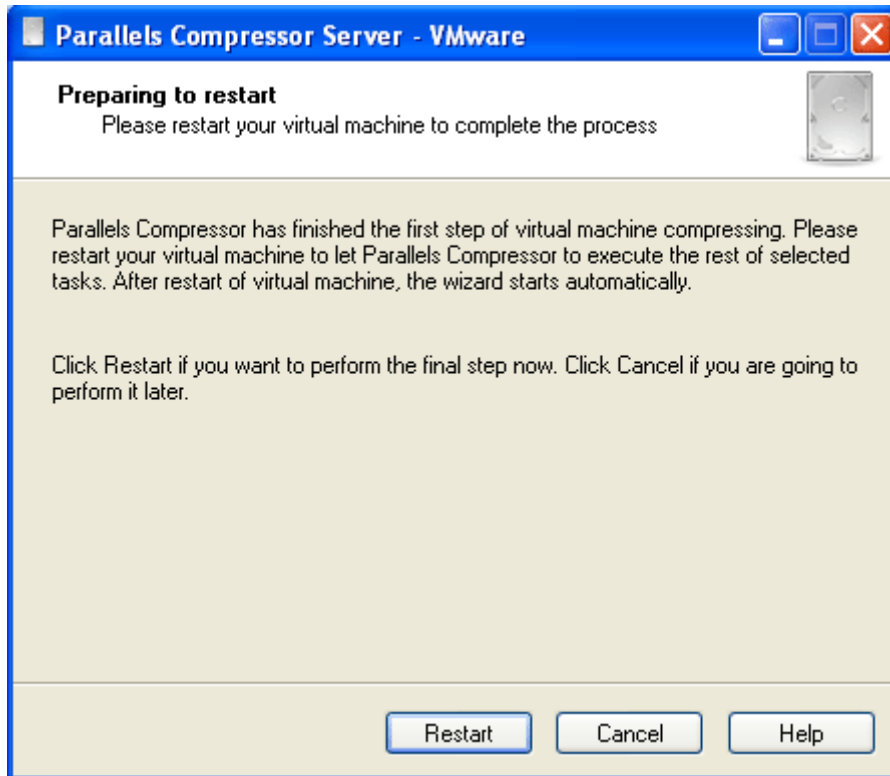 Parallels Compressor Server - VMware
Preparing to restart
Please restart your virtual machine to complete the process
Parallels Compressor has finished the first step of virtual machine compressing. Please
restart your virtual machine to let Parallels Compressor to execute the rest of selected
tasks. After restart of virtual machine, the wizard starts automatically.
Click Restart if you want to perform the final step now. Click Cancel if you are going to
perform it later.
Restart Cancel Help